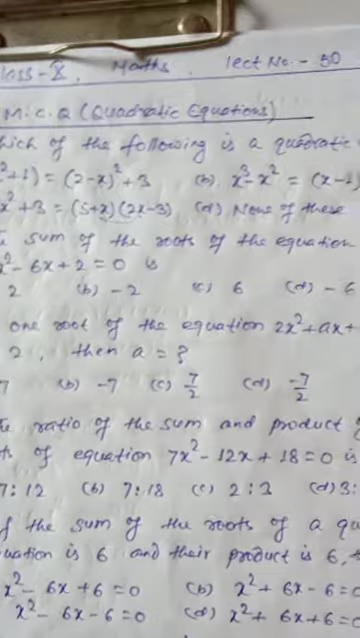 lass-X, Maths, lect No.- 30
M.C.Q (Quadratic Equations)
hich of the following is a quadratic
²+1) = (2-x)²+3 (b). x³-x² = (x-1
x²+3 = (5+x)(2x-3) (d) None of these
e sum of the roots of the equation
x²- 6x+2=0 is
2 (b) -2 (c) 6 (d) - 6
one root of the equation 2x²+ax+
2, then a = ?
7 (b) -7 (c) 7/2 (d) -7/2
e ratio of the sum and product
ts of equation 7x²-12x+18=0 is
7:12 (b) 7:18 (c) 2:3 (d) 3:
f the sum of the roots of a qu
uation is 6 and their product is 6,
x²- 6x+6=0 (b) x²+ 6x-6=0
x²- 6x-6=0 (d) x²+ 6x+6=0